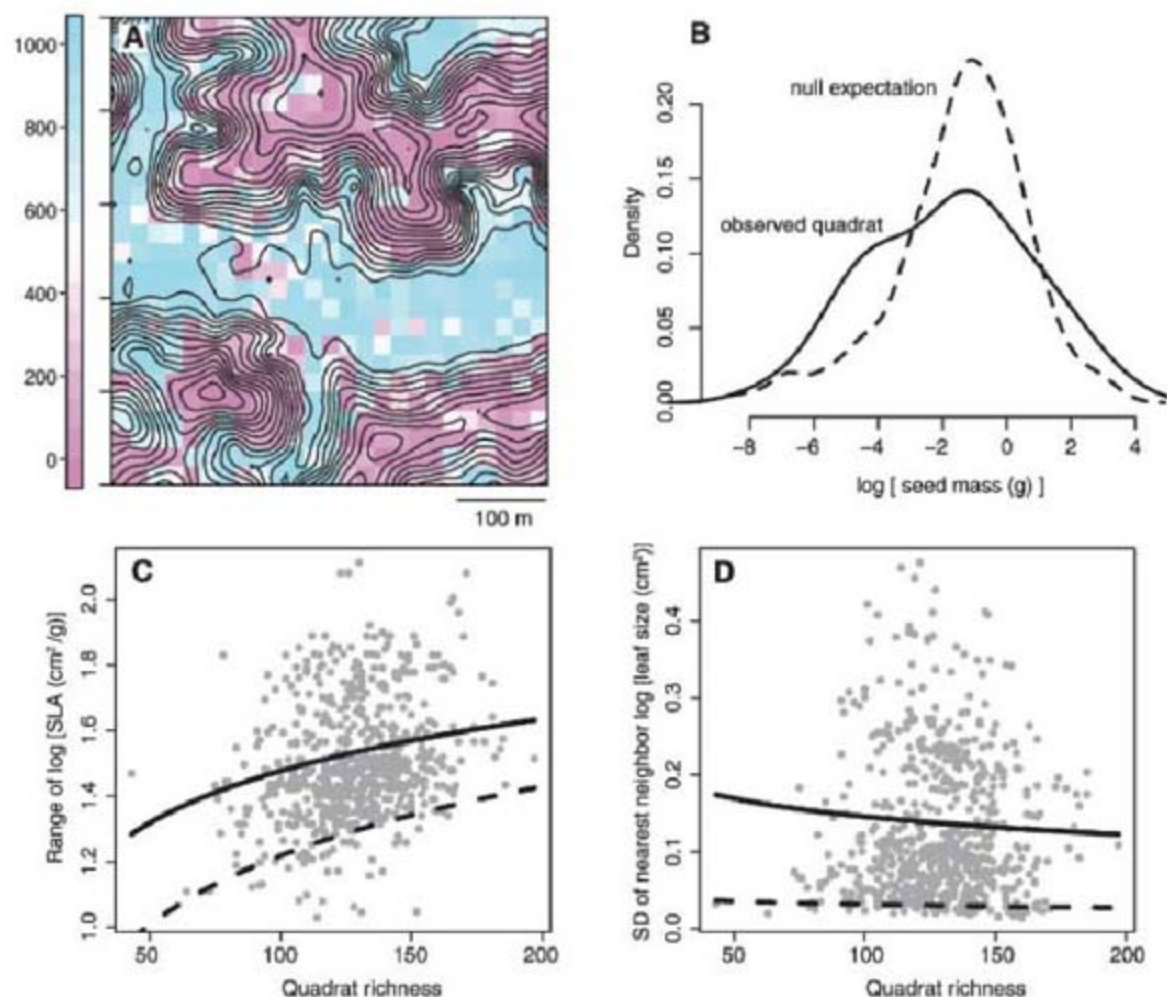 A
1000
800
600
400
200
0
100 m
B
null expectation
observed quadrat
Density
0.00
0.05
0.10
0.15
0.20
−8
−6
−4
−2
0
2
4
log [ seed mass (g) ]
C
Range of log [SLA (cm²/g)]
1.0
1.2
1.4
1.6
1.8
2.0
50
100
150
200
Quadrat richness
D
SD of nearest neighbor log [leaf size (cm²)]
0.0
0.1
0.2
0.3
0.4
50
100
150
200
Quadrat richness